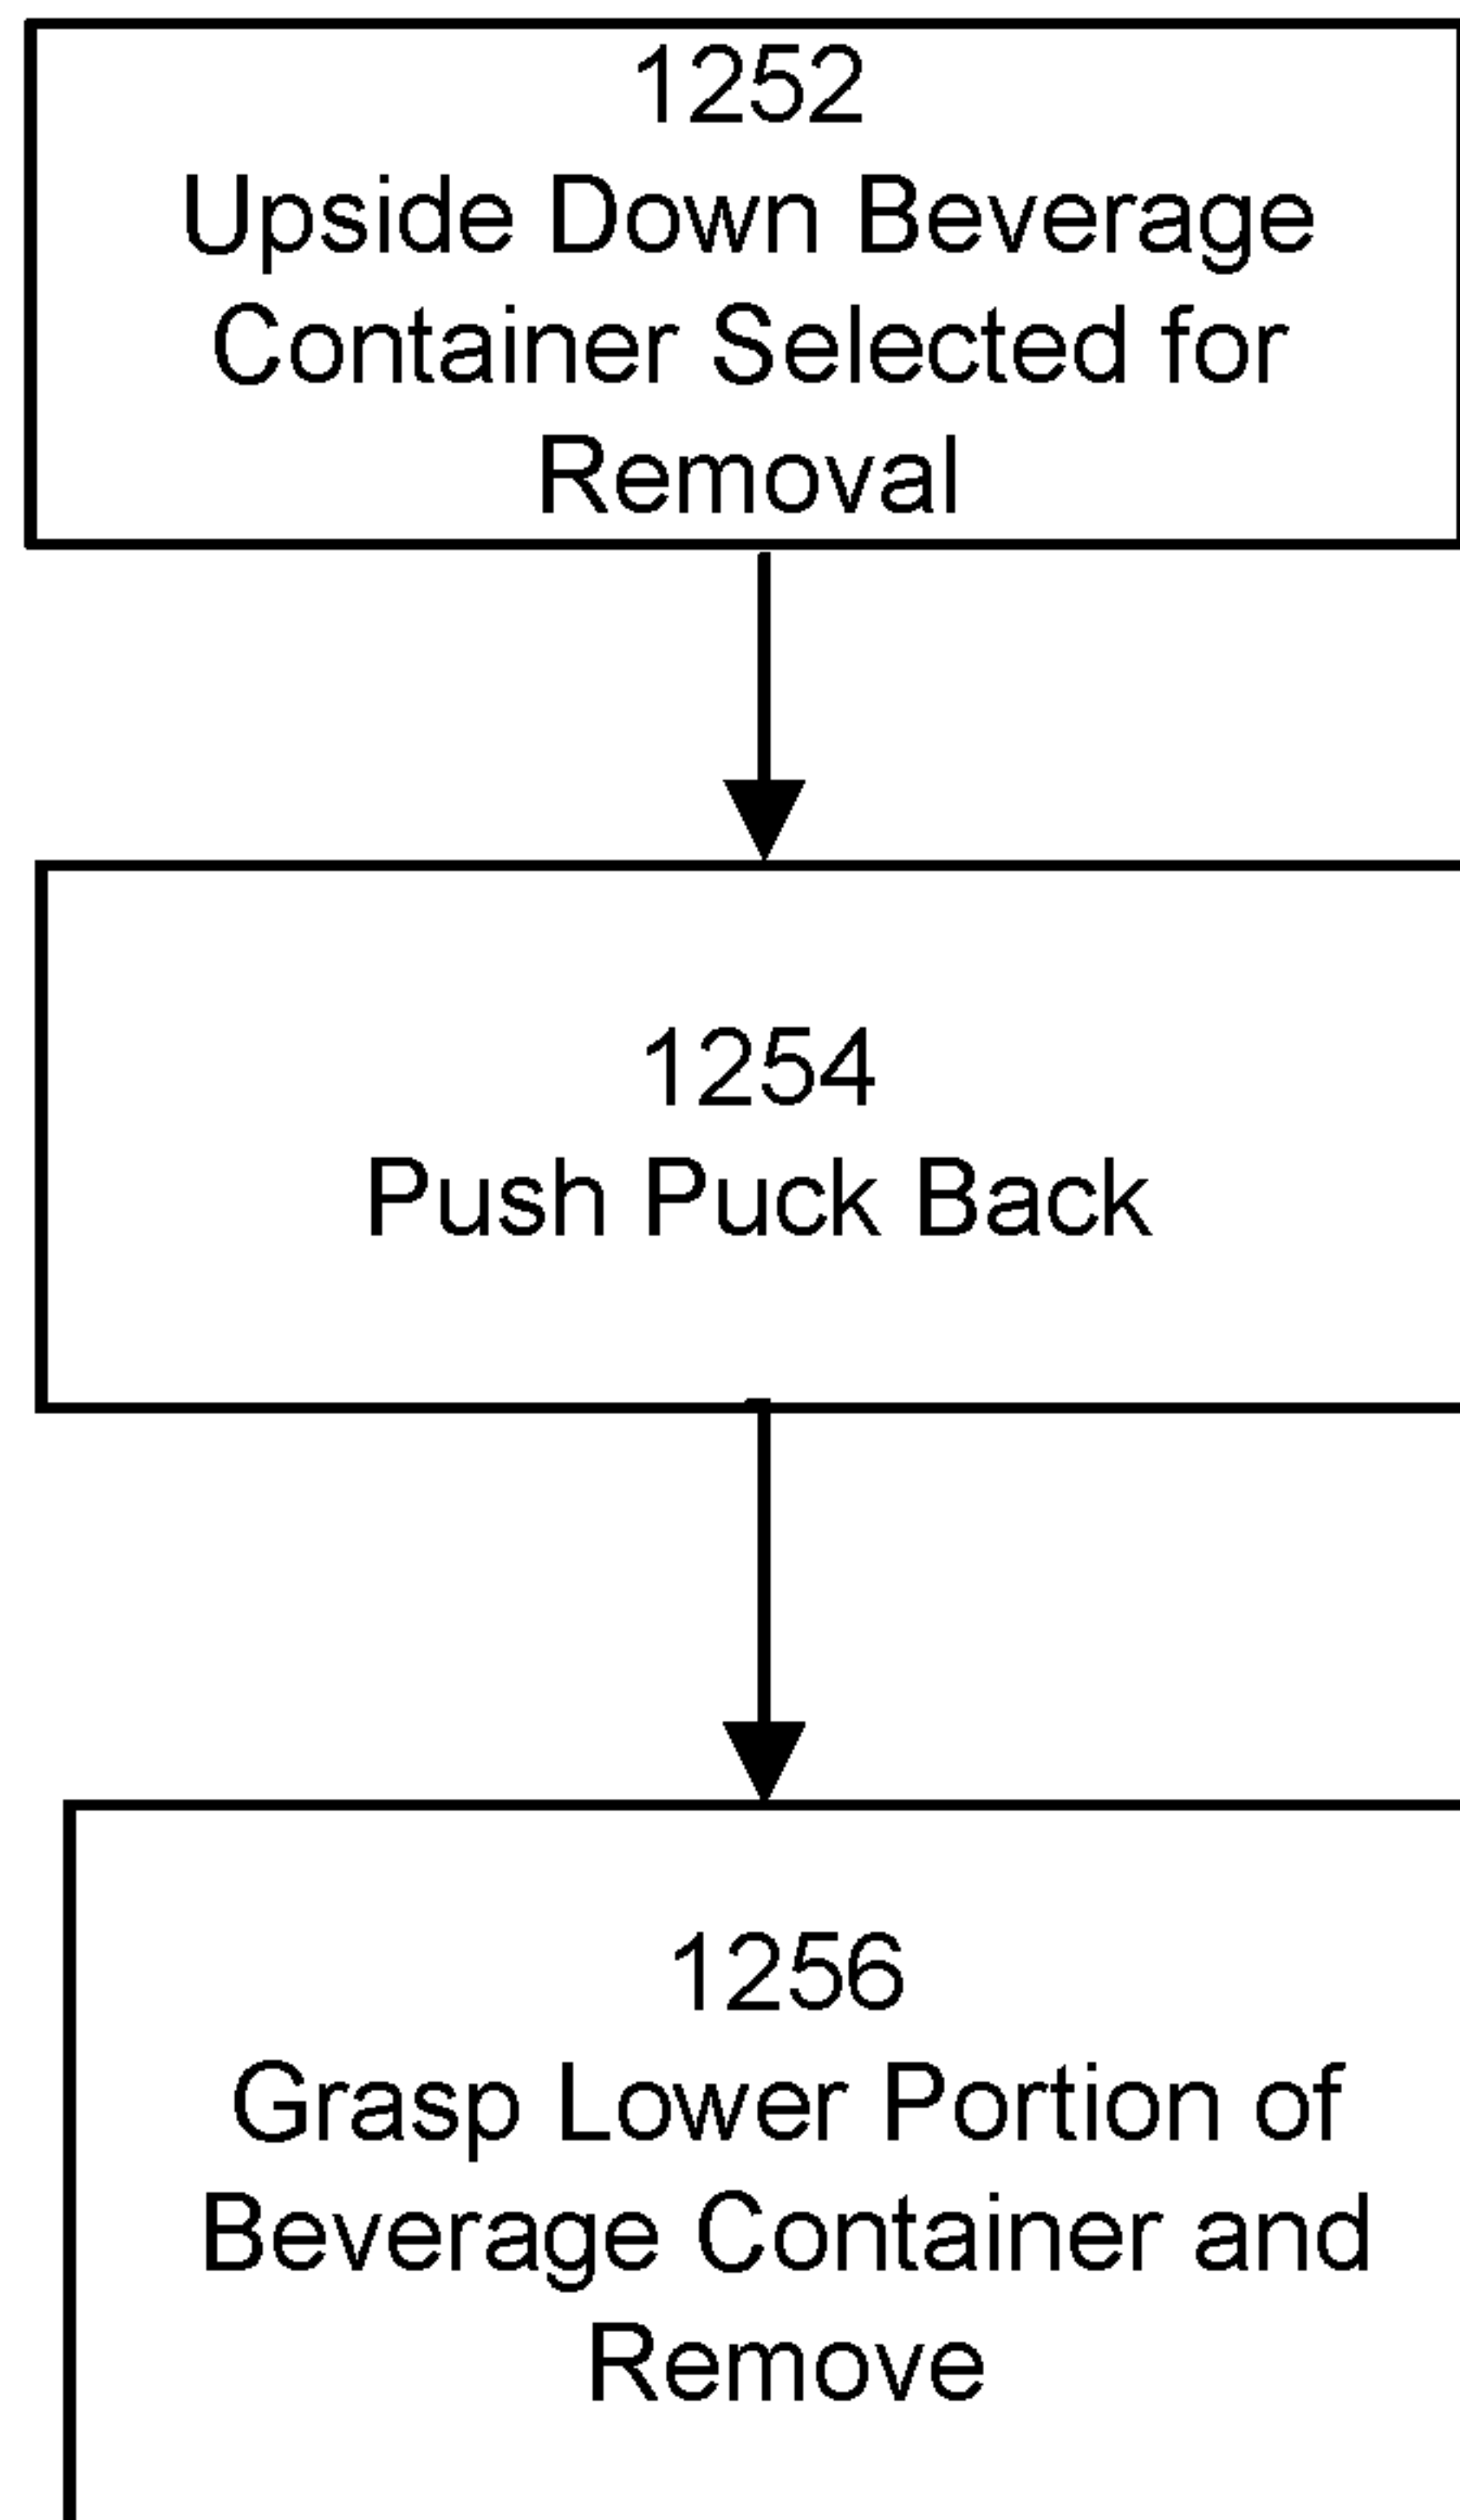 1252
Upside Down Beverage
Container Selected for
Removal
1254
Push Puck Back
1256
Grasp Lower Portion of
Beverage Container and
Remove